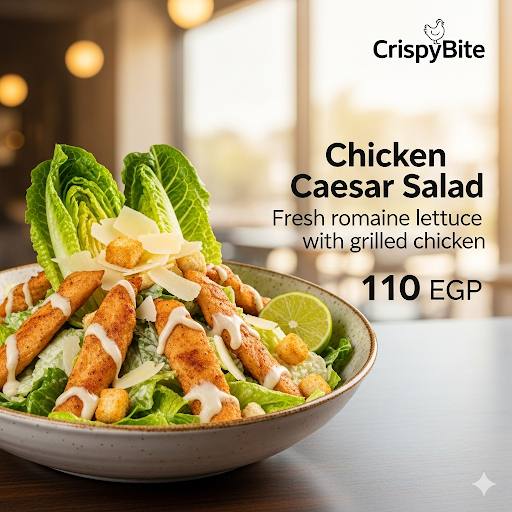 CrispyBite
Chicken
Caesar Salad
Fresh romaine lettuce
with grilled chicken
110 EGP